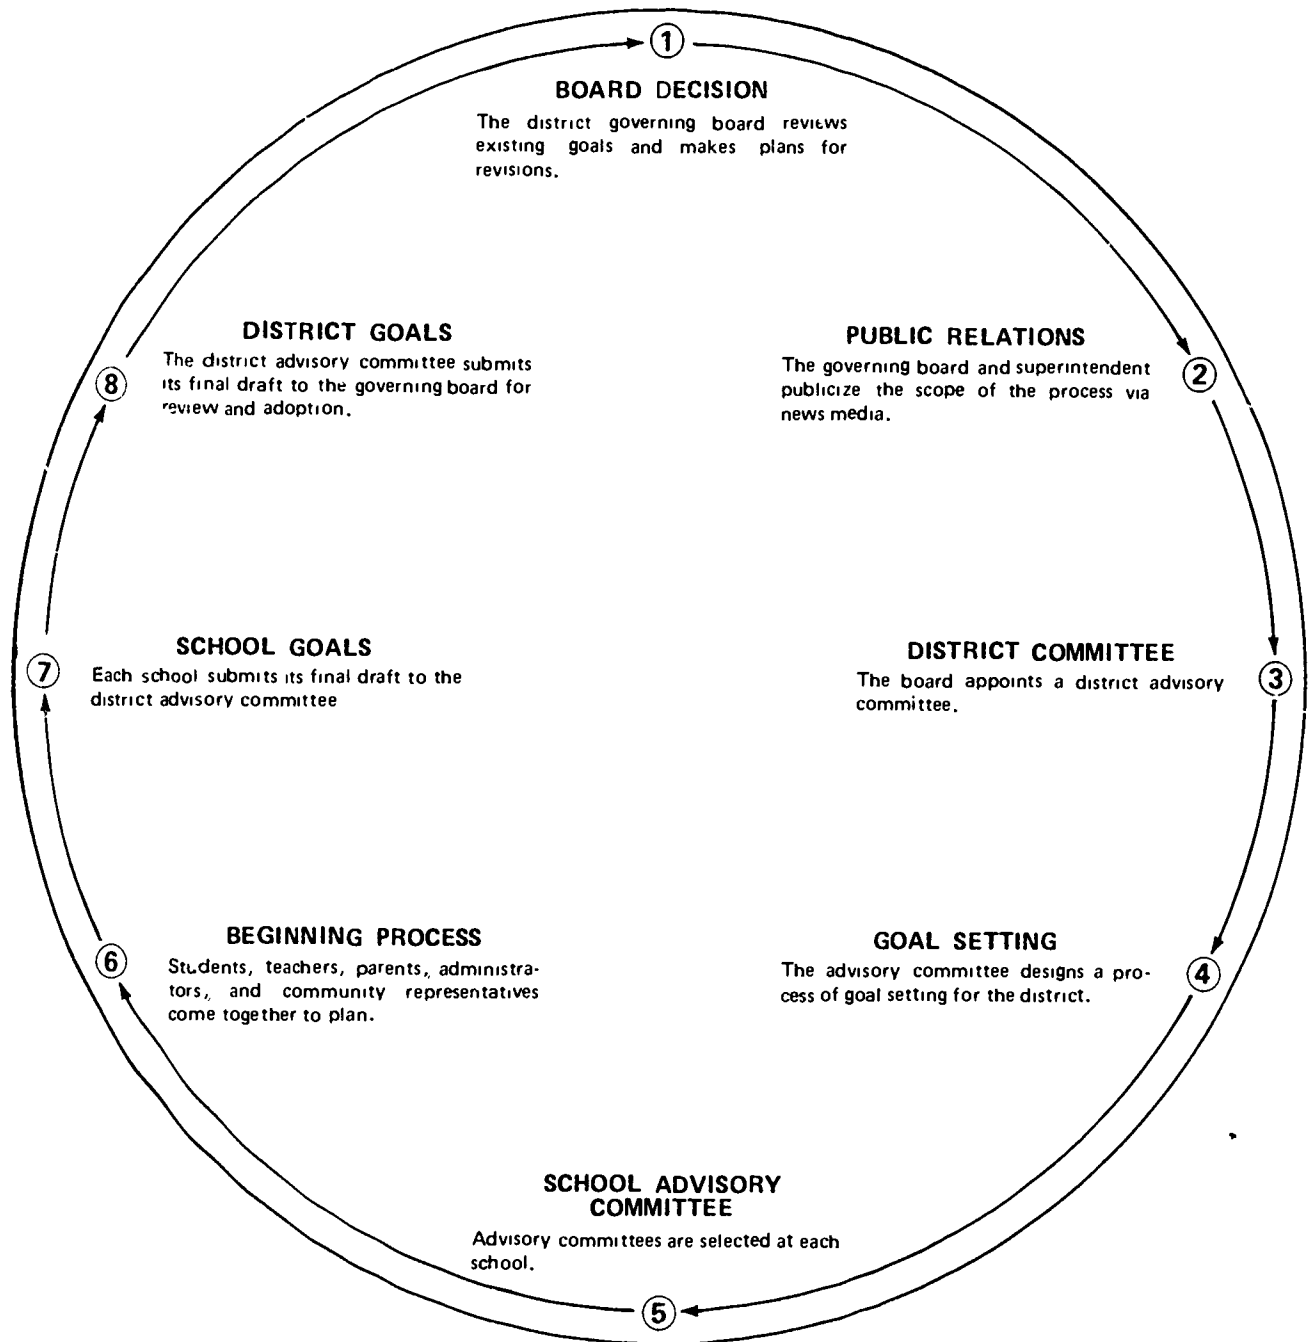 1
BOARD DECISION
The district governing board reviews
existing goals and makes plans for
revisions.
2
PUBLIC RELATIONS
The governing board and superintendent
publicize the scope of the process via
news media.
3
DISTRICT COMMITTEE
The board appoints a district advisory
committee.
4
GOAL SETTING
The advisory committee designs a pro-
cess of goal setting for the district.
5
SCHOOL ADVISORY
COMMITTEE
Advisory committees are selected at each
school.
6
BEGINNING PROCESS
Students, teachers, parents, administra-
tors, and community representatives
come together to plan.
7
SCHOOL GOALS
Each school submits its final draft to the
district advisory committee
8
DISTRICT GOALS
The district advisory committee submits
its final draft to the governing board for
review and adoption.